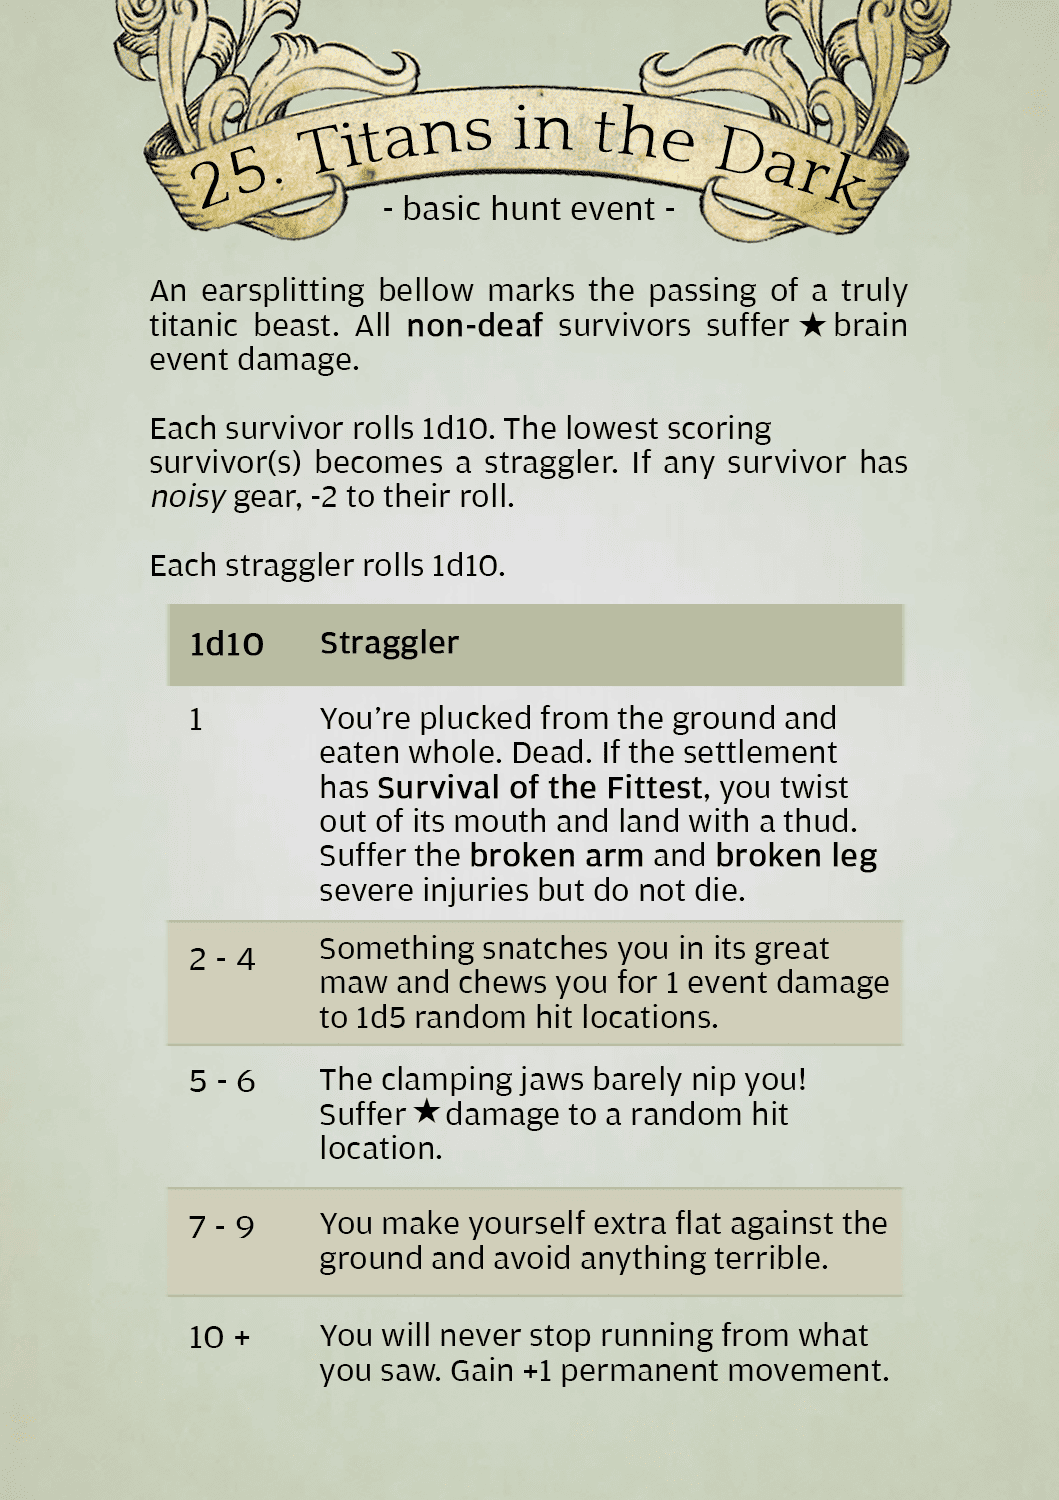 25. Titans in the Dark
- basic hunt event -
An earsplitting bellow marks the passing of a truly
titanic beast. All non-deaf survivors suffer ★ brain
event damage.
Each survivor rolls 1d10. The lowest scoring
survivor(s) becomes a straggler. If any survivor has
noisy gear, -2 to their roll.
Each straggler rolls 1d10.
1d10 Straggler
1 You’re plucked from the ground and
eaten whole. Dead. If the settlement
has Survival of the Fittest, you twist
out of its mouth and land with a thud.
Suffer the broken arm and broken leg
severe injuries but do not die.
2 - 4 Something snatches you in its great
maw and chews you for 1 event damage
to 1d5 random hit locations.
5 - 6 The clamping jaws barely nip you!
Suffer ★ damage to a random hit
location.
7 - 9 You make yourself extra flat against the
ground and avoid anything terrible.
10 + You will never stop running from what
you saw. Gain +1 permanent movement.